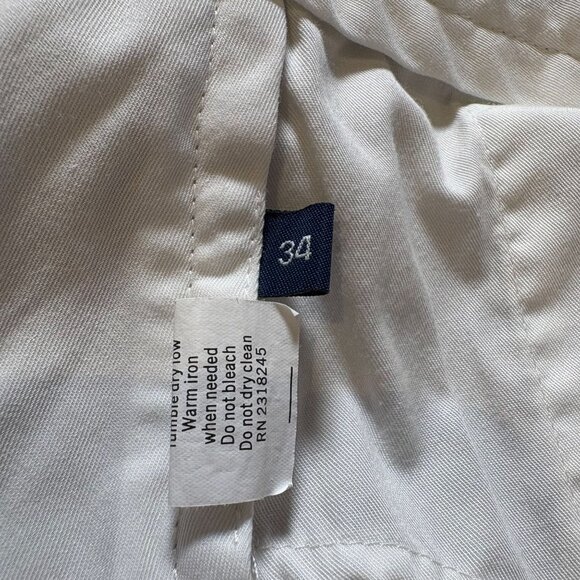 34
Tumble dry low
Warm iron
when needed
Do not bleach
Do not dry clean
RN 2318245